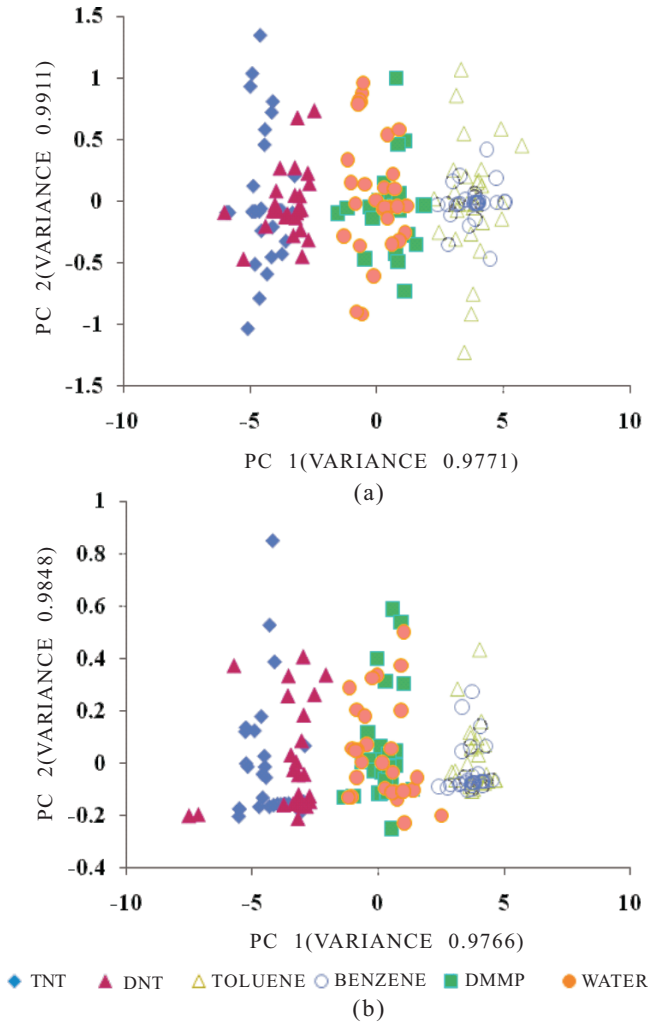 1.5
1
0.5
0
-0.5
-1
-1.5
PC 2(VARIANCE 0.9911)
-10 -5 0 5 10
PC 1(VARIANCE 0.9771)
(a)
1
0.8
0.6
0.4
0.2
0
-0.2
-0.4
PC 2(VARIANCE 0.9848)
-10 -5 0 5 10
PC 1(VARIANCE 0.9766)
TNT DNT TOLUENE BENZENE DMMP WATER
(b)